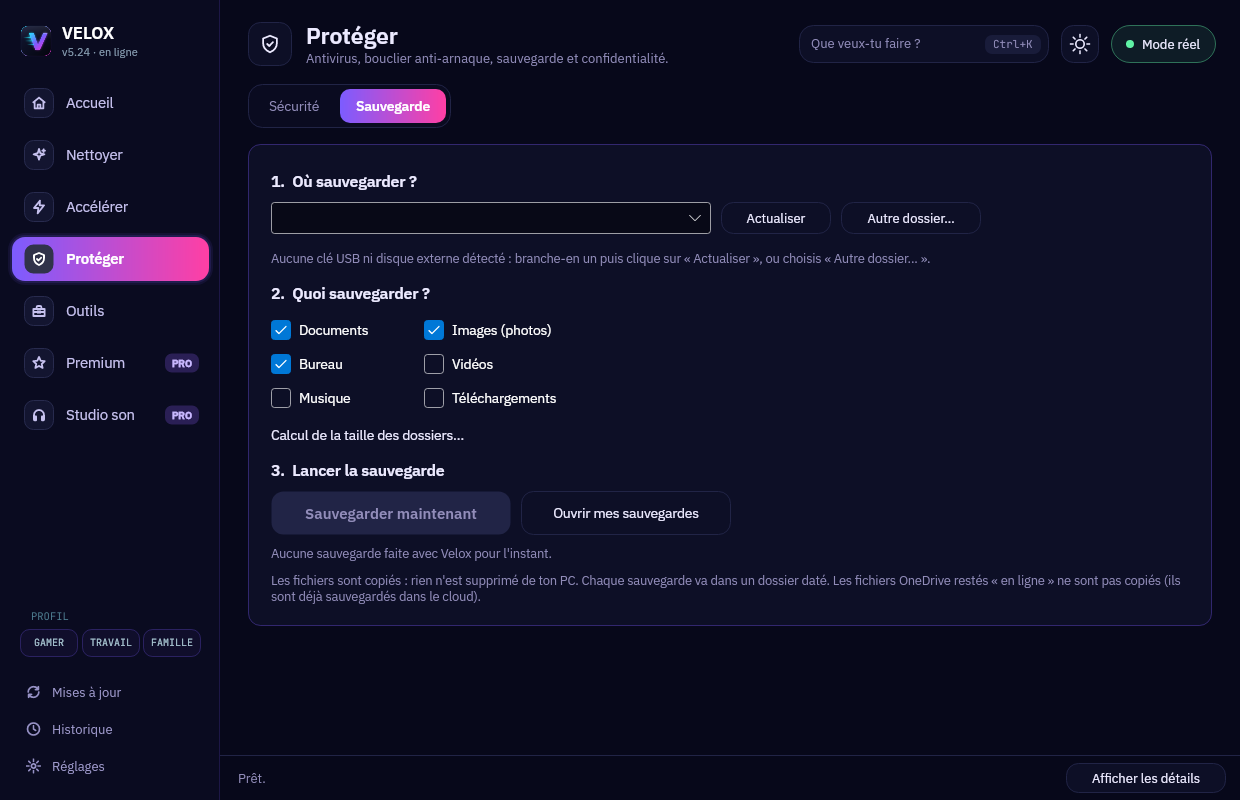 VELOX
v5.24 · en ligne
Accueil
Nettoyer
Accélérer
Protéger
Outils
Premium PRO
Studio son PRO
PROFIL
GAMER TRAVAIL FAMILLE
Mises à jour
Historique
Réglages
Protéger
Antivirus, bouclier anti-arnaque, sauvegarde et confidentialité.
Que veux-tu faire ? Ctrl+K
Mode réel
Sécurité Sauvegarde
1. Où sauvegarder ?
Actualiser Autre dossier...
Aucune clé USB ni disque externe détecté : branche-en un puis clique sur « Actualiser », ou choisis « Autre dossier... ».
2. Quoi sauvegarder ?
Documents Images (photos)
Bureau Vidéos
Musique Téléchargements
Calcul de la taille des dossiers...
3. Lancer la sauvegarde
Sauvegarder maintenant Ouvrir mes sauvegardes
Aucune sauvegarde faite avec Velox pour l'instant.
Les fichiers sont copiés : rien n'est supprimé de ton PC. Chaque sauvegarde va dans un dossier daté. Les fichiers OneDrive restés « en ligne » ne sont pas copiés (ils
sont déjà sauvegardés dans le cloud).
Prêt.
Afficher les détails